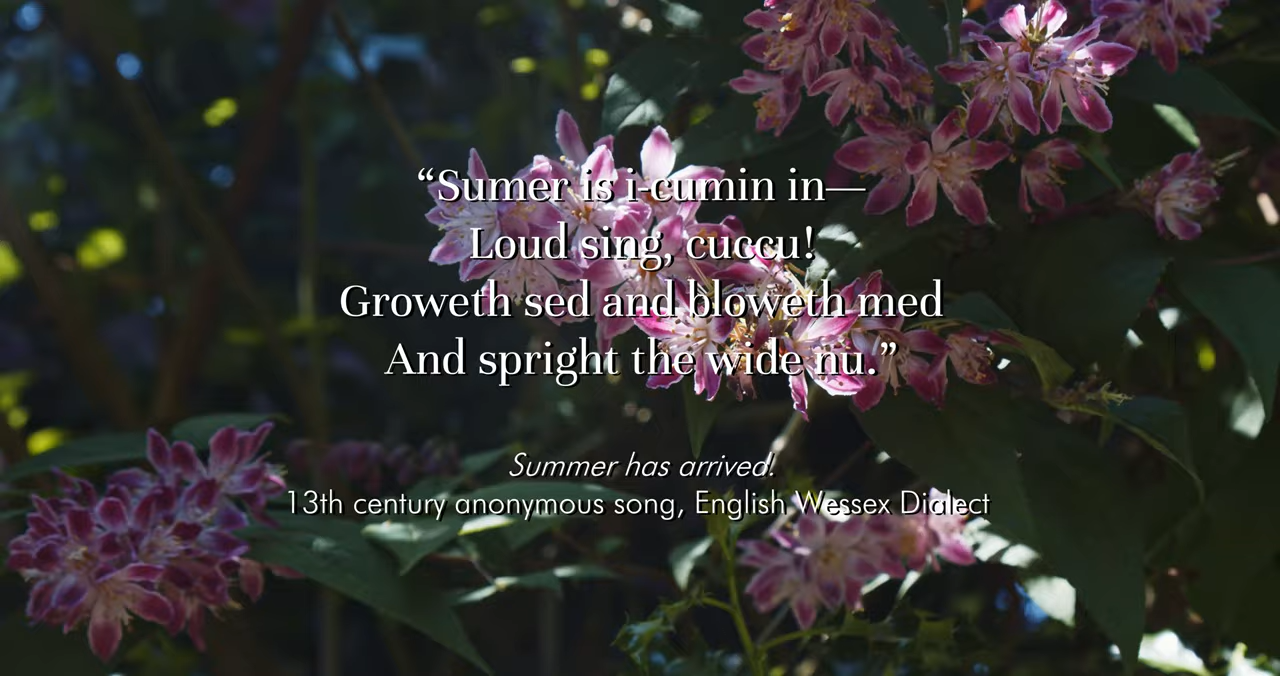 “Sumer is i-cumin in—
Loud sing, cuccu!
Groweth sed and bloweth med
And spright the wide nu.”
Summer has arrived!
13th century anonymous song, English Wessex Dialect